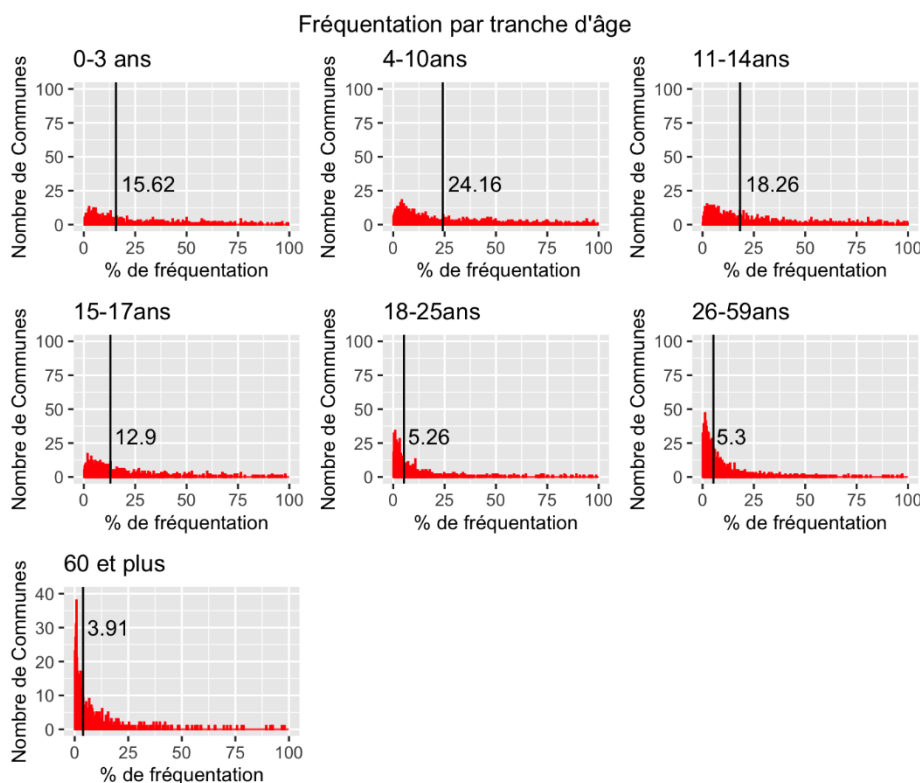 Fréquentation par tranche d'âge
0-3 ans
Nombre de Communes
100
75
50
25
0
15.62
0 25 50 75 100
% de fréquentation
4-10ans
Nombre de Communes
100
75
50
25
0
24.16
0 25 50 75 100
% de fréquentation
11-14ans
Nombre de Communes
100
75
50
25
0
18.26
0 25 50 75 100
% de fréquentation
15-17ans
Nombre de Communes
100
75
50
25
0
12.9
0 25 50 75 100
% de fréquentation
18-25ans
Nombre de Communes
100
75
50
25
0
5.26
0 25 50 75 100
% de fréquentation
26-59ans
Nombre de Communes
100
75
50
25
0
5.3
0 25 50 75 100
% de fréquentation
60 et plus
Nombre de Communes
40
30
20
10
0
3.91
0 25 50 75 100
% de fréquentation